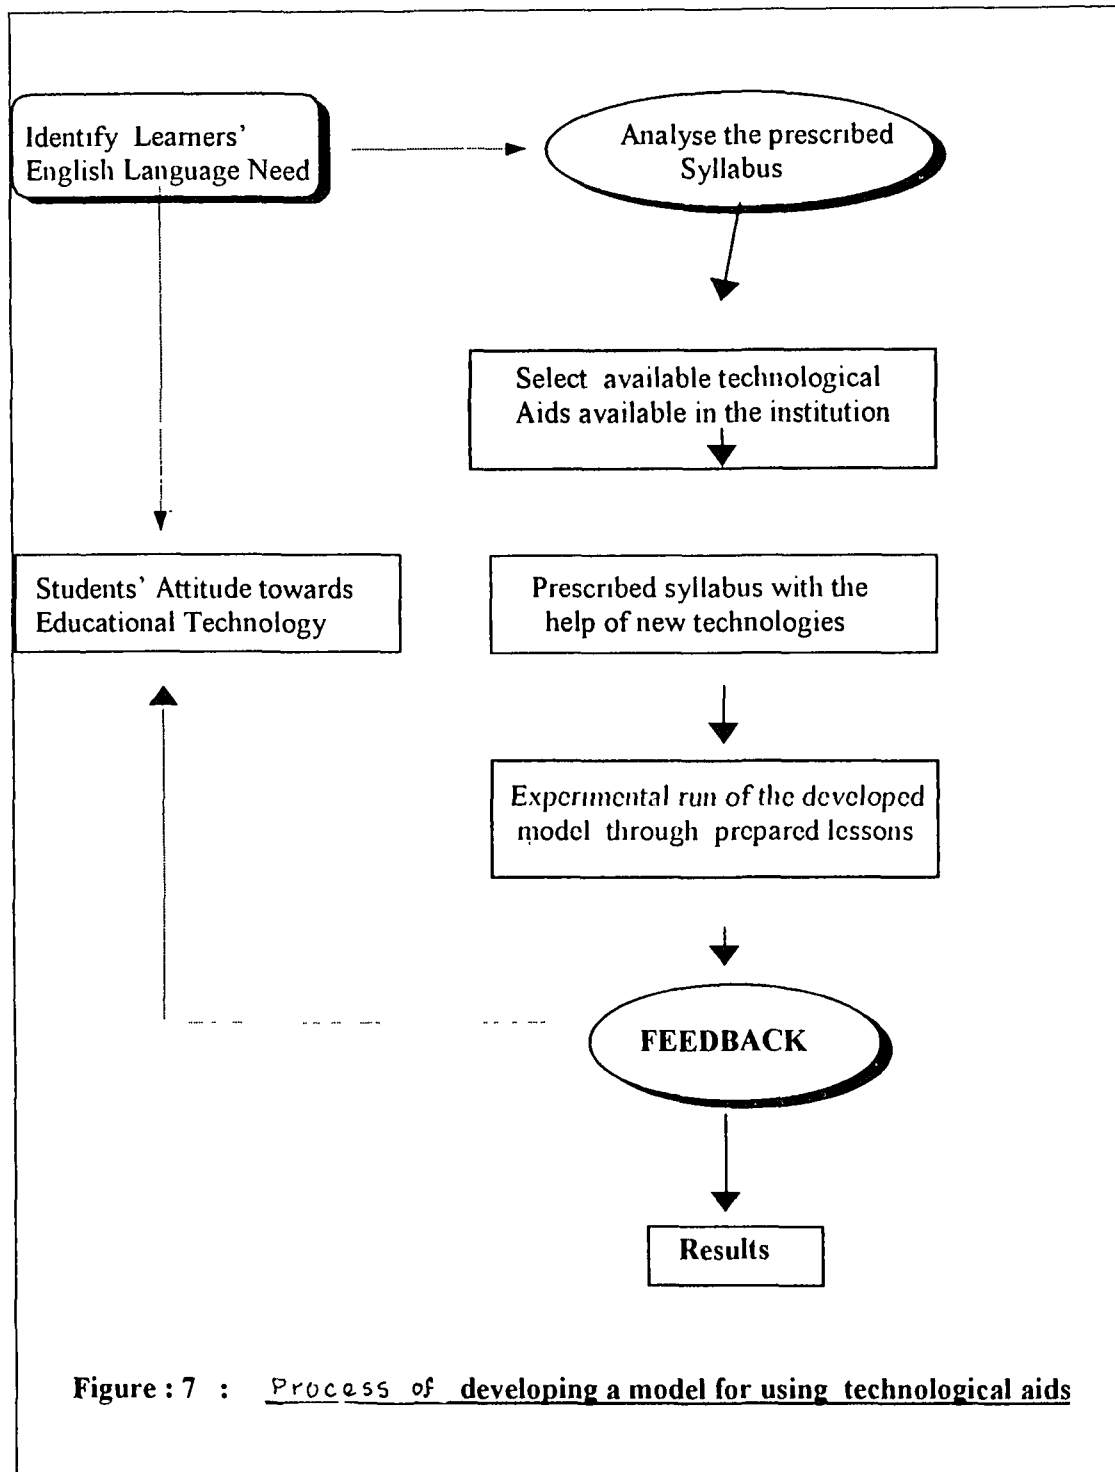 Identify Learners'
English Language Need
Analyse the prescribed
Syllabus
Select available technological
Aids available in the institution
Students' Attitude towards
Educational Technology
Prescribed syllabus with the
help of new technologies
Experimental run of the developed
model through prepared lessons
FEEDBACK
Results
Figure : 7 : Process of developing a model for using technological aids